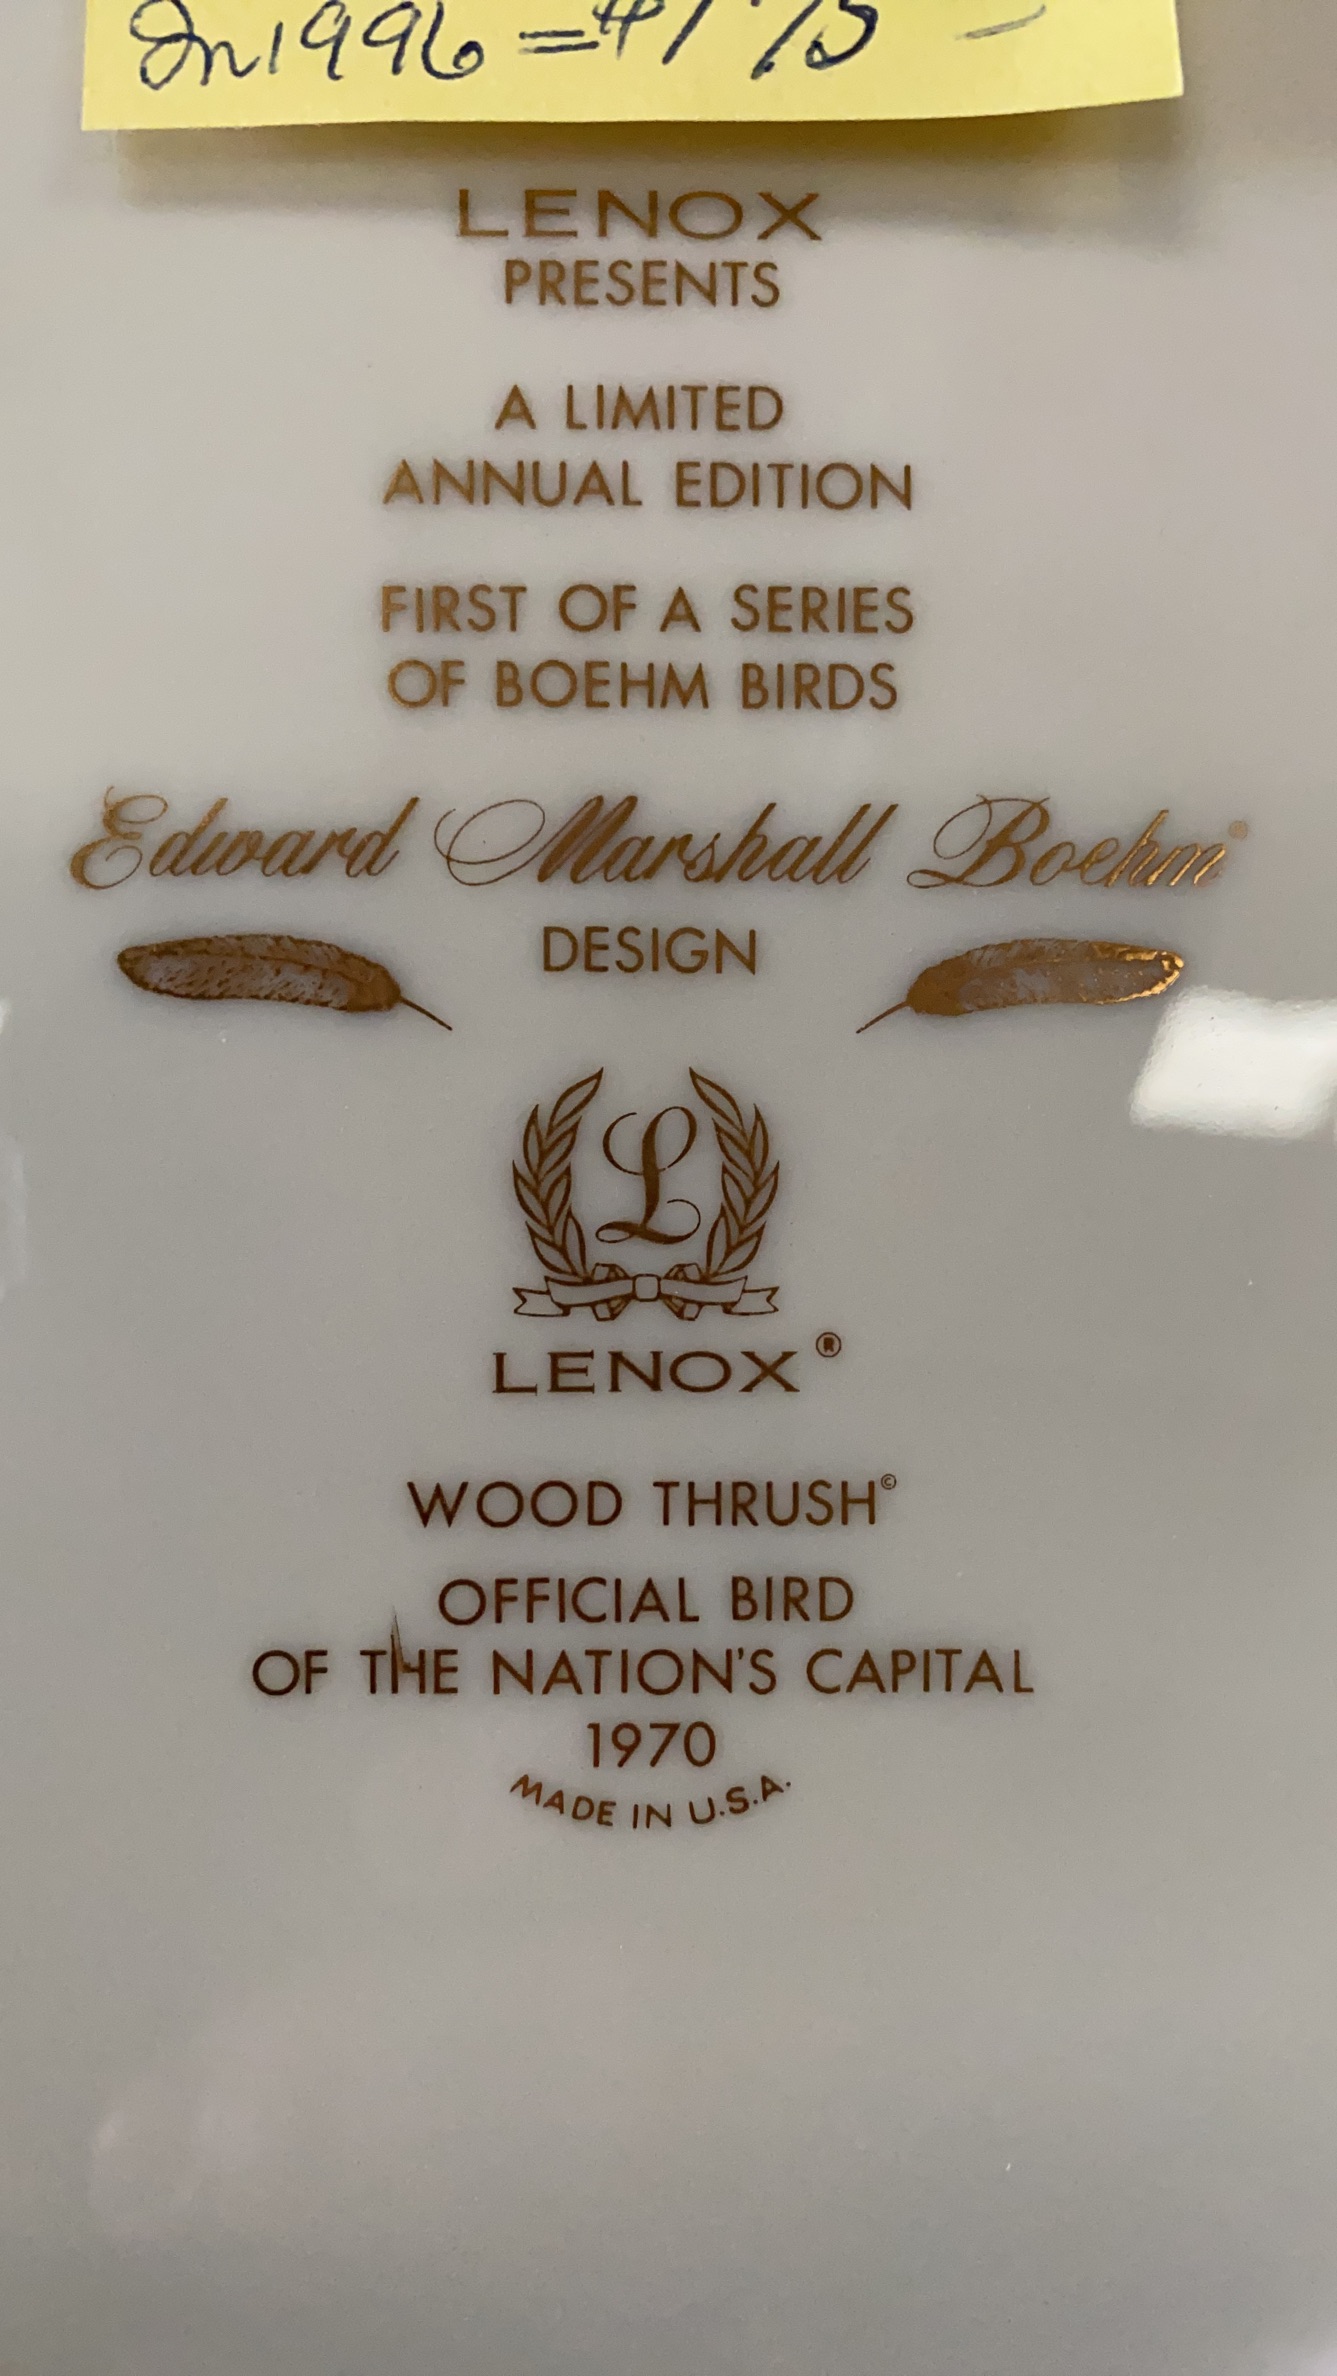 In 1996 = $175 -
LENOX
PRESENTS
A LIMITED
ANNUAL EDITION
FIRST OF A SERIES
OF BOEHM BIRDS
Edward Marshall Boehm®
DESIGN
L
LENOX®
WOOD THRUSH©
OFFICIAL BIRD
OF THE NATION'S CAPITAL
1970
MADE IN U.S.A.